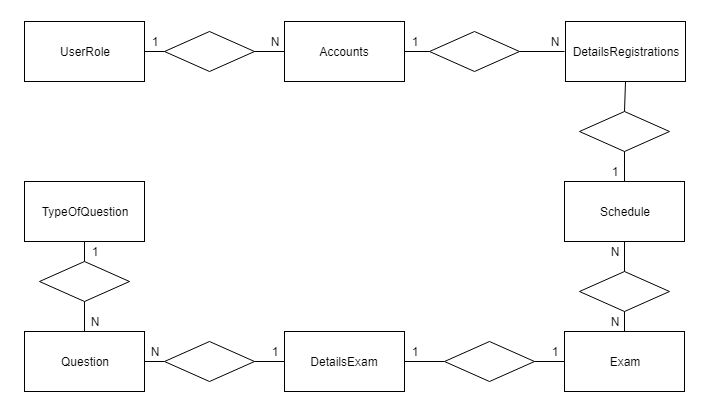 UserRole
1
N
Accounts
1
N
DetailsRegistrations
1
TypeOfQuestion
Schedule
1
N
N
N
Question
N
1
DetailsExam
1
1
Exam